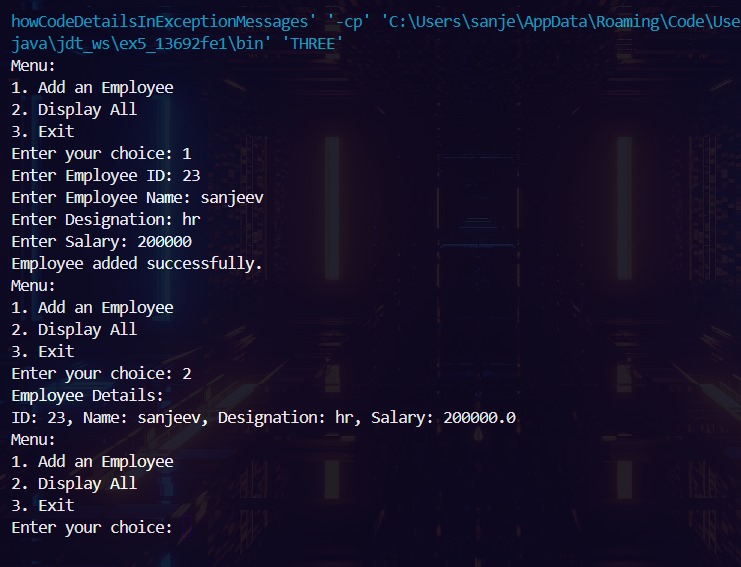 howCodeDetailsInExceptionMessages' '-cp' 'C:\Users\sanje\AppData\Roaming\Code\Use
java\jdt_ws\ex5_13692fe1\bin' 'THREE'
Menu:
1. Add an Employee
2. Display All
3. Exit
Enter your choice: 1
Enter Employee ID: 23
Enter Employee Name: sanjeev
Enter Designation: hr
Enter Salary: 200000
Employee added successfully.
Menu:
1. Add an Employee
2. Display All
3. Exit
Enter your choice: 2
Employee Details:
ID: 23, Name: sanjeev, Designation: hr, Salary: 200000.0
Menu:
1. Add an Employee
2. Display All
3. Exit
Enter your choice: